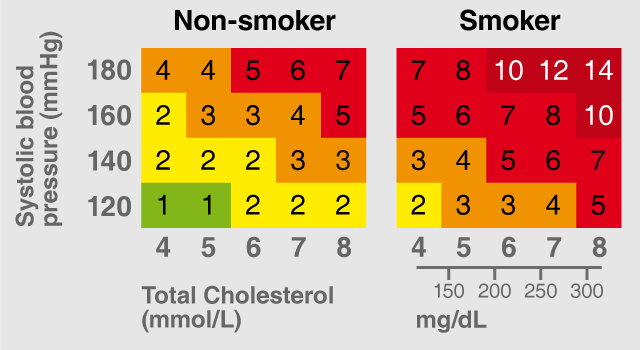 Non-smoker Smoker
Systolic blood
pressure (mmHg)
180 4 4 5 6 7 7 8 10 12 14
160 2 3 3 4 5 5 6 7 8 10
140 2 2 2 3 3 3 4 5 6 7
120 1 1 2 2 2 2 3 3 4 5
4 5 6 7 8 4 5 6 7 8
150 200 250 300
Total Cholesterol
(mmol/L)
mg/dL